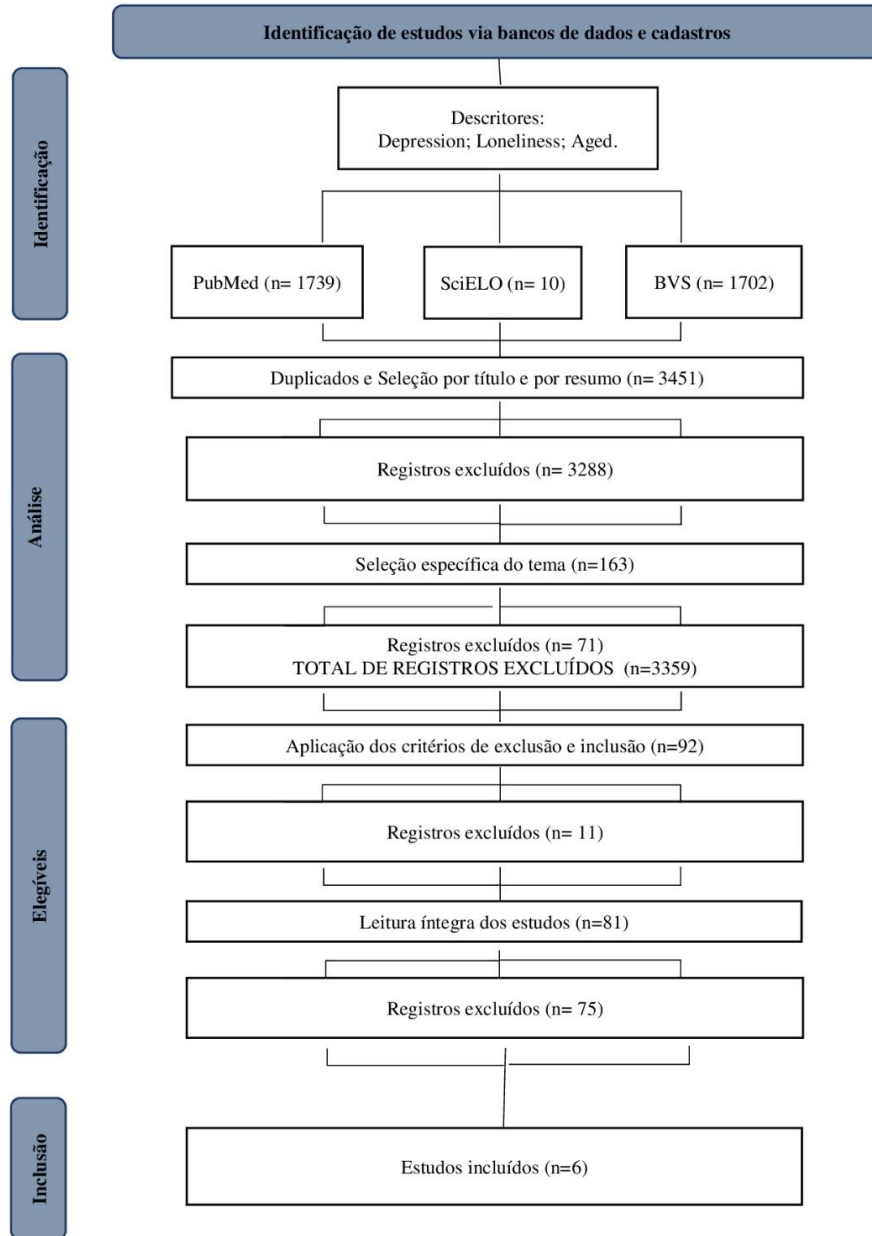 Identificação de estudos via bancos de dados e cadastros
Identificação
Descritores:
Depression; Loneliness; Aged.
PubMed (n= 1739)
SciELO (n= 10)
BVS (n= 1702)
Análise
Duplicados e Seleção por título e por resumo (n= 3451)
Registros excluídos (n= 3288)
Seleção específica do tema (n=163)
Registros excluídos (n= 71)
TOTAL DE REGISTROS EXCLUÍDOS (n=3359)
Elegíveis
Aplicação dos critérios de exclusão e inclusão (n=92)
Registros excluídos (n= 11)
Leitura íntegra dos estudos (n=81)
Registros excluídos (n= 75)
Inclusão
Estudos incluídos (n=6)